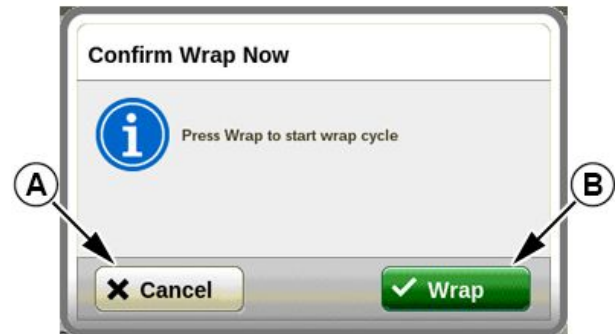 Confirm Wrap Now
Press Wrap to start wrap cycle
A
B
Cancel
Wrap